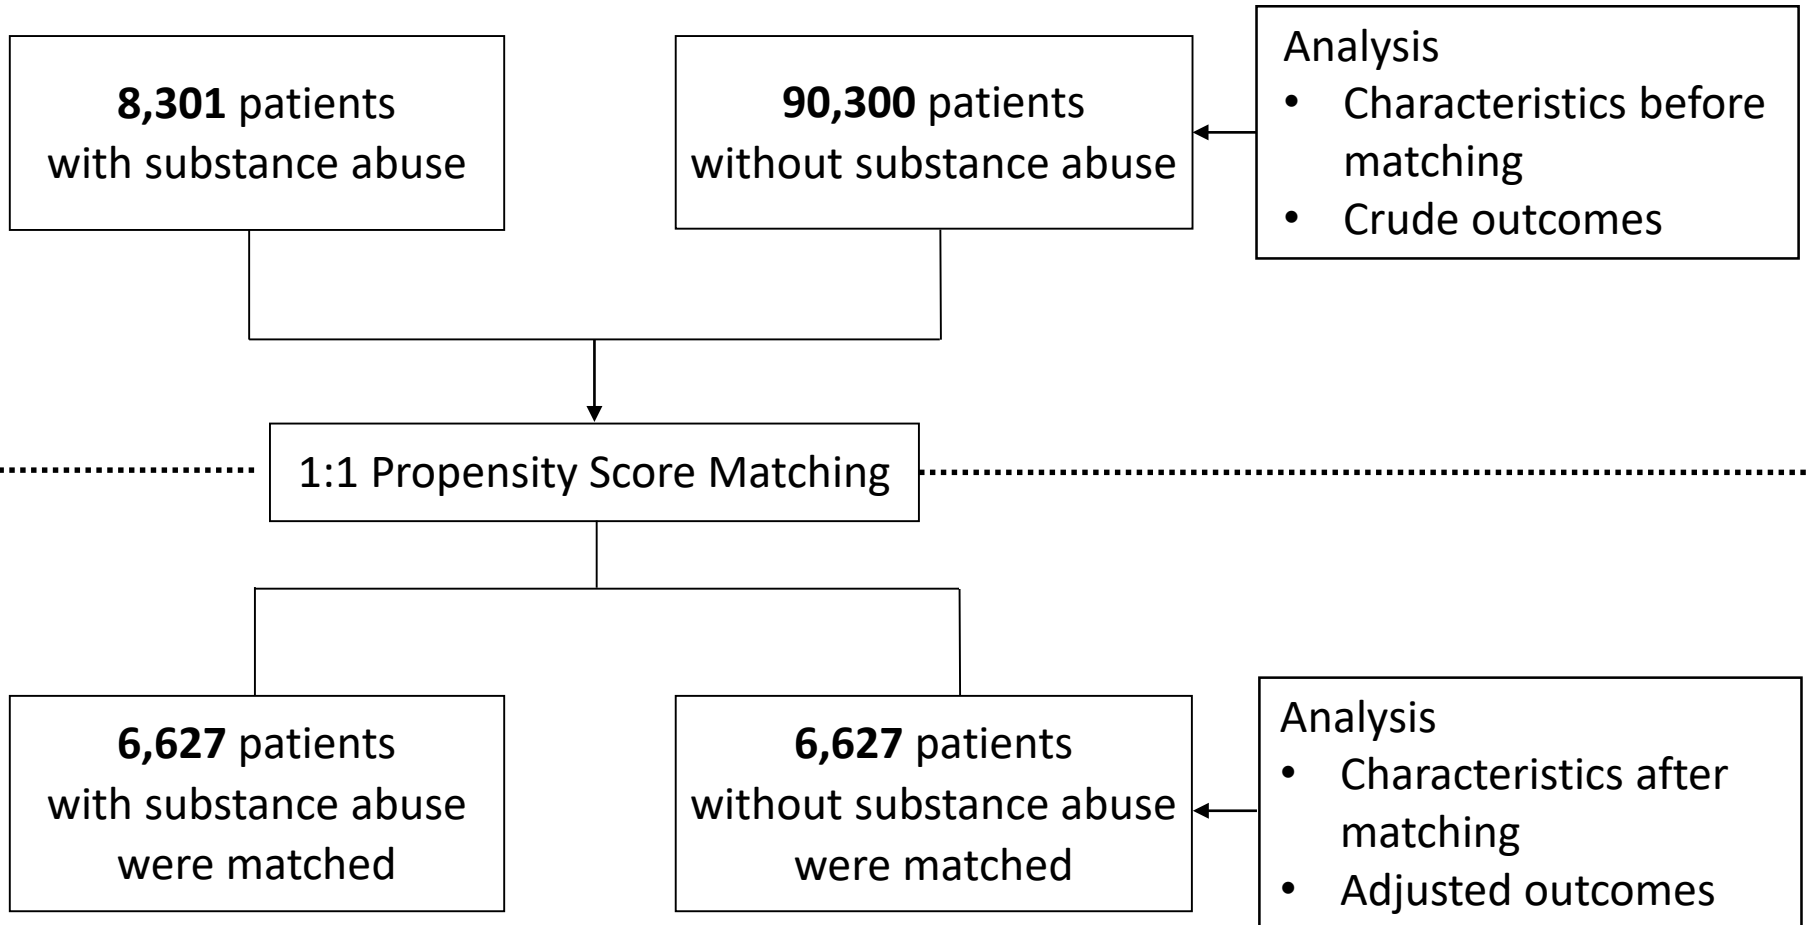 8,301 patients
with substance abuse
90,300 patients
without substance abuse
Analysis
• Characteristics before
matching
• Crude outcomes
1:1 Propensity Score Matching
6,627 patients
with substance abuse
were matched
6,627 patients
without substance abuse
were matched
Analysis
• Characteristics after
matching
• Adjusted outcomes